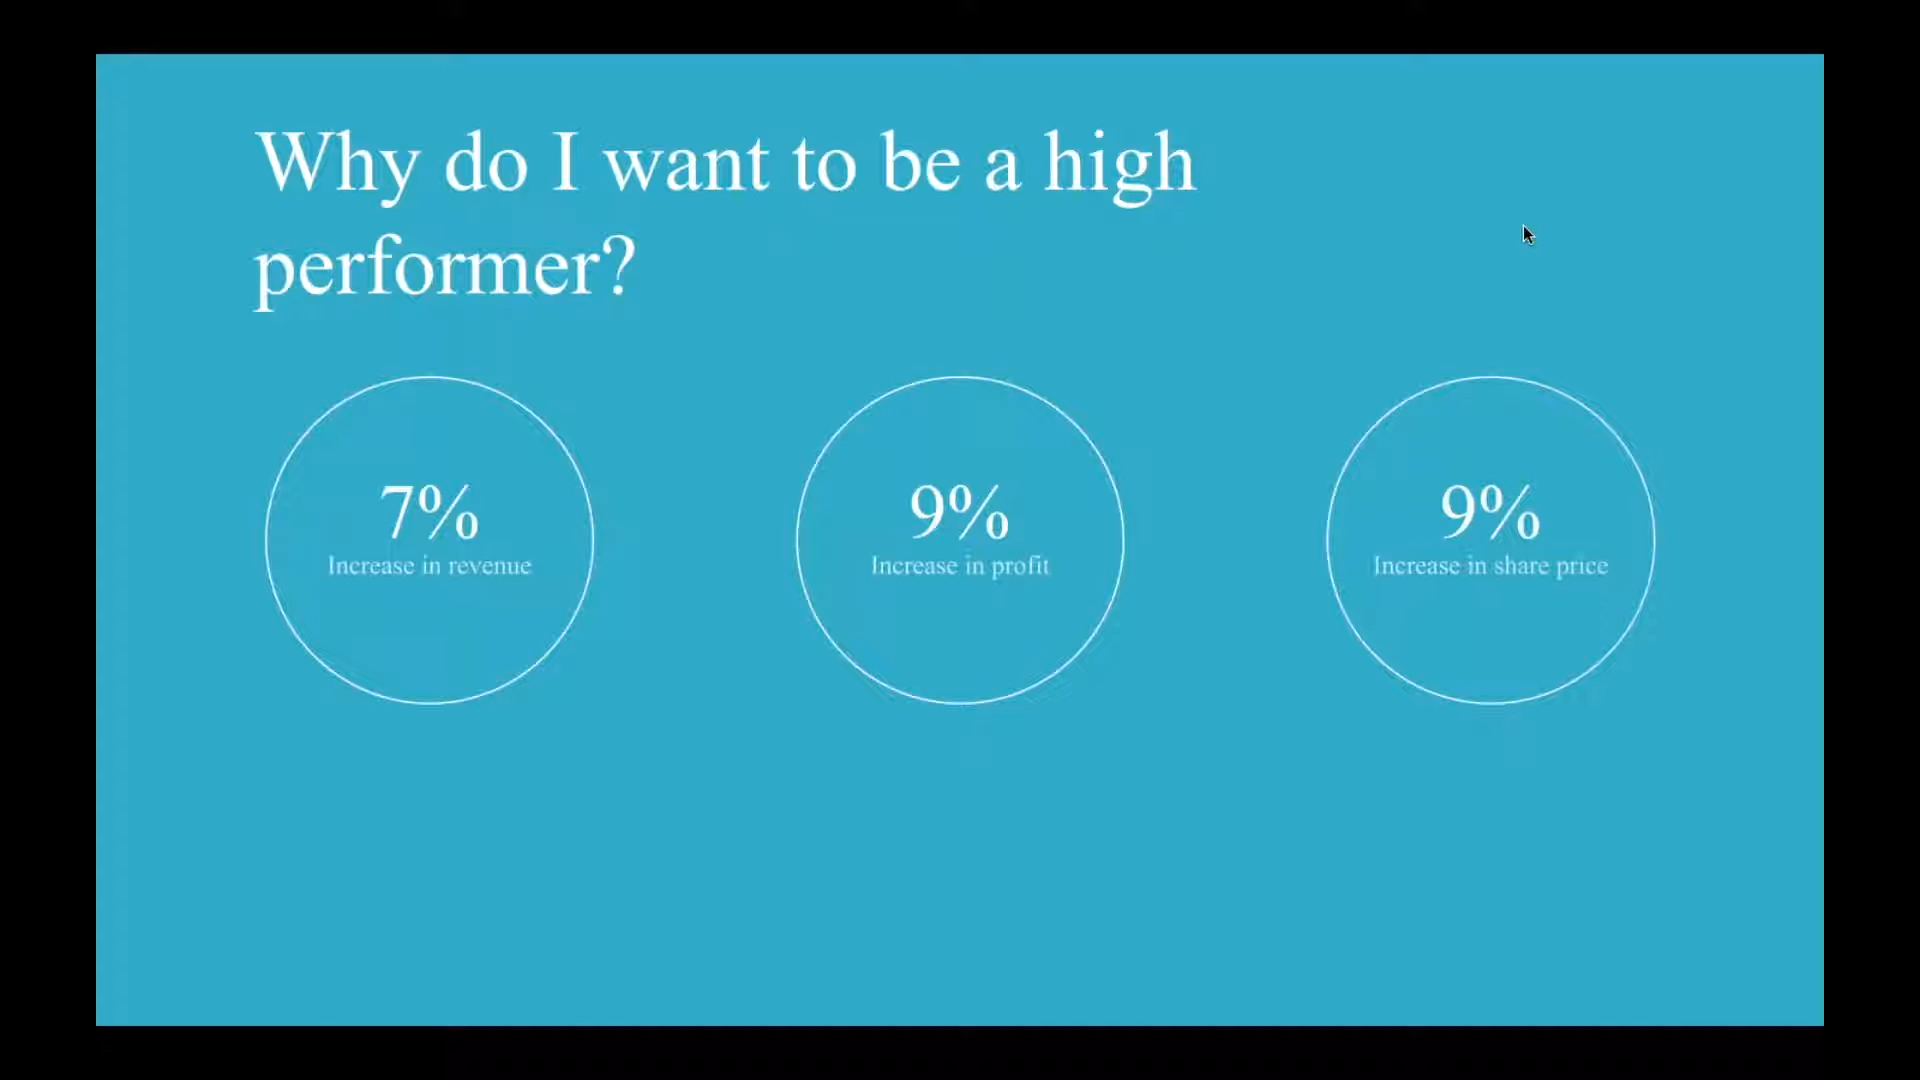 Why do I want to be a high
performer?
7%
Increase in revenue
9%
Increase in profit
9%
Increase in share price